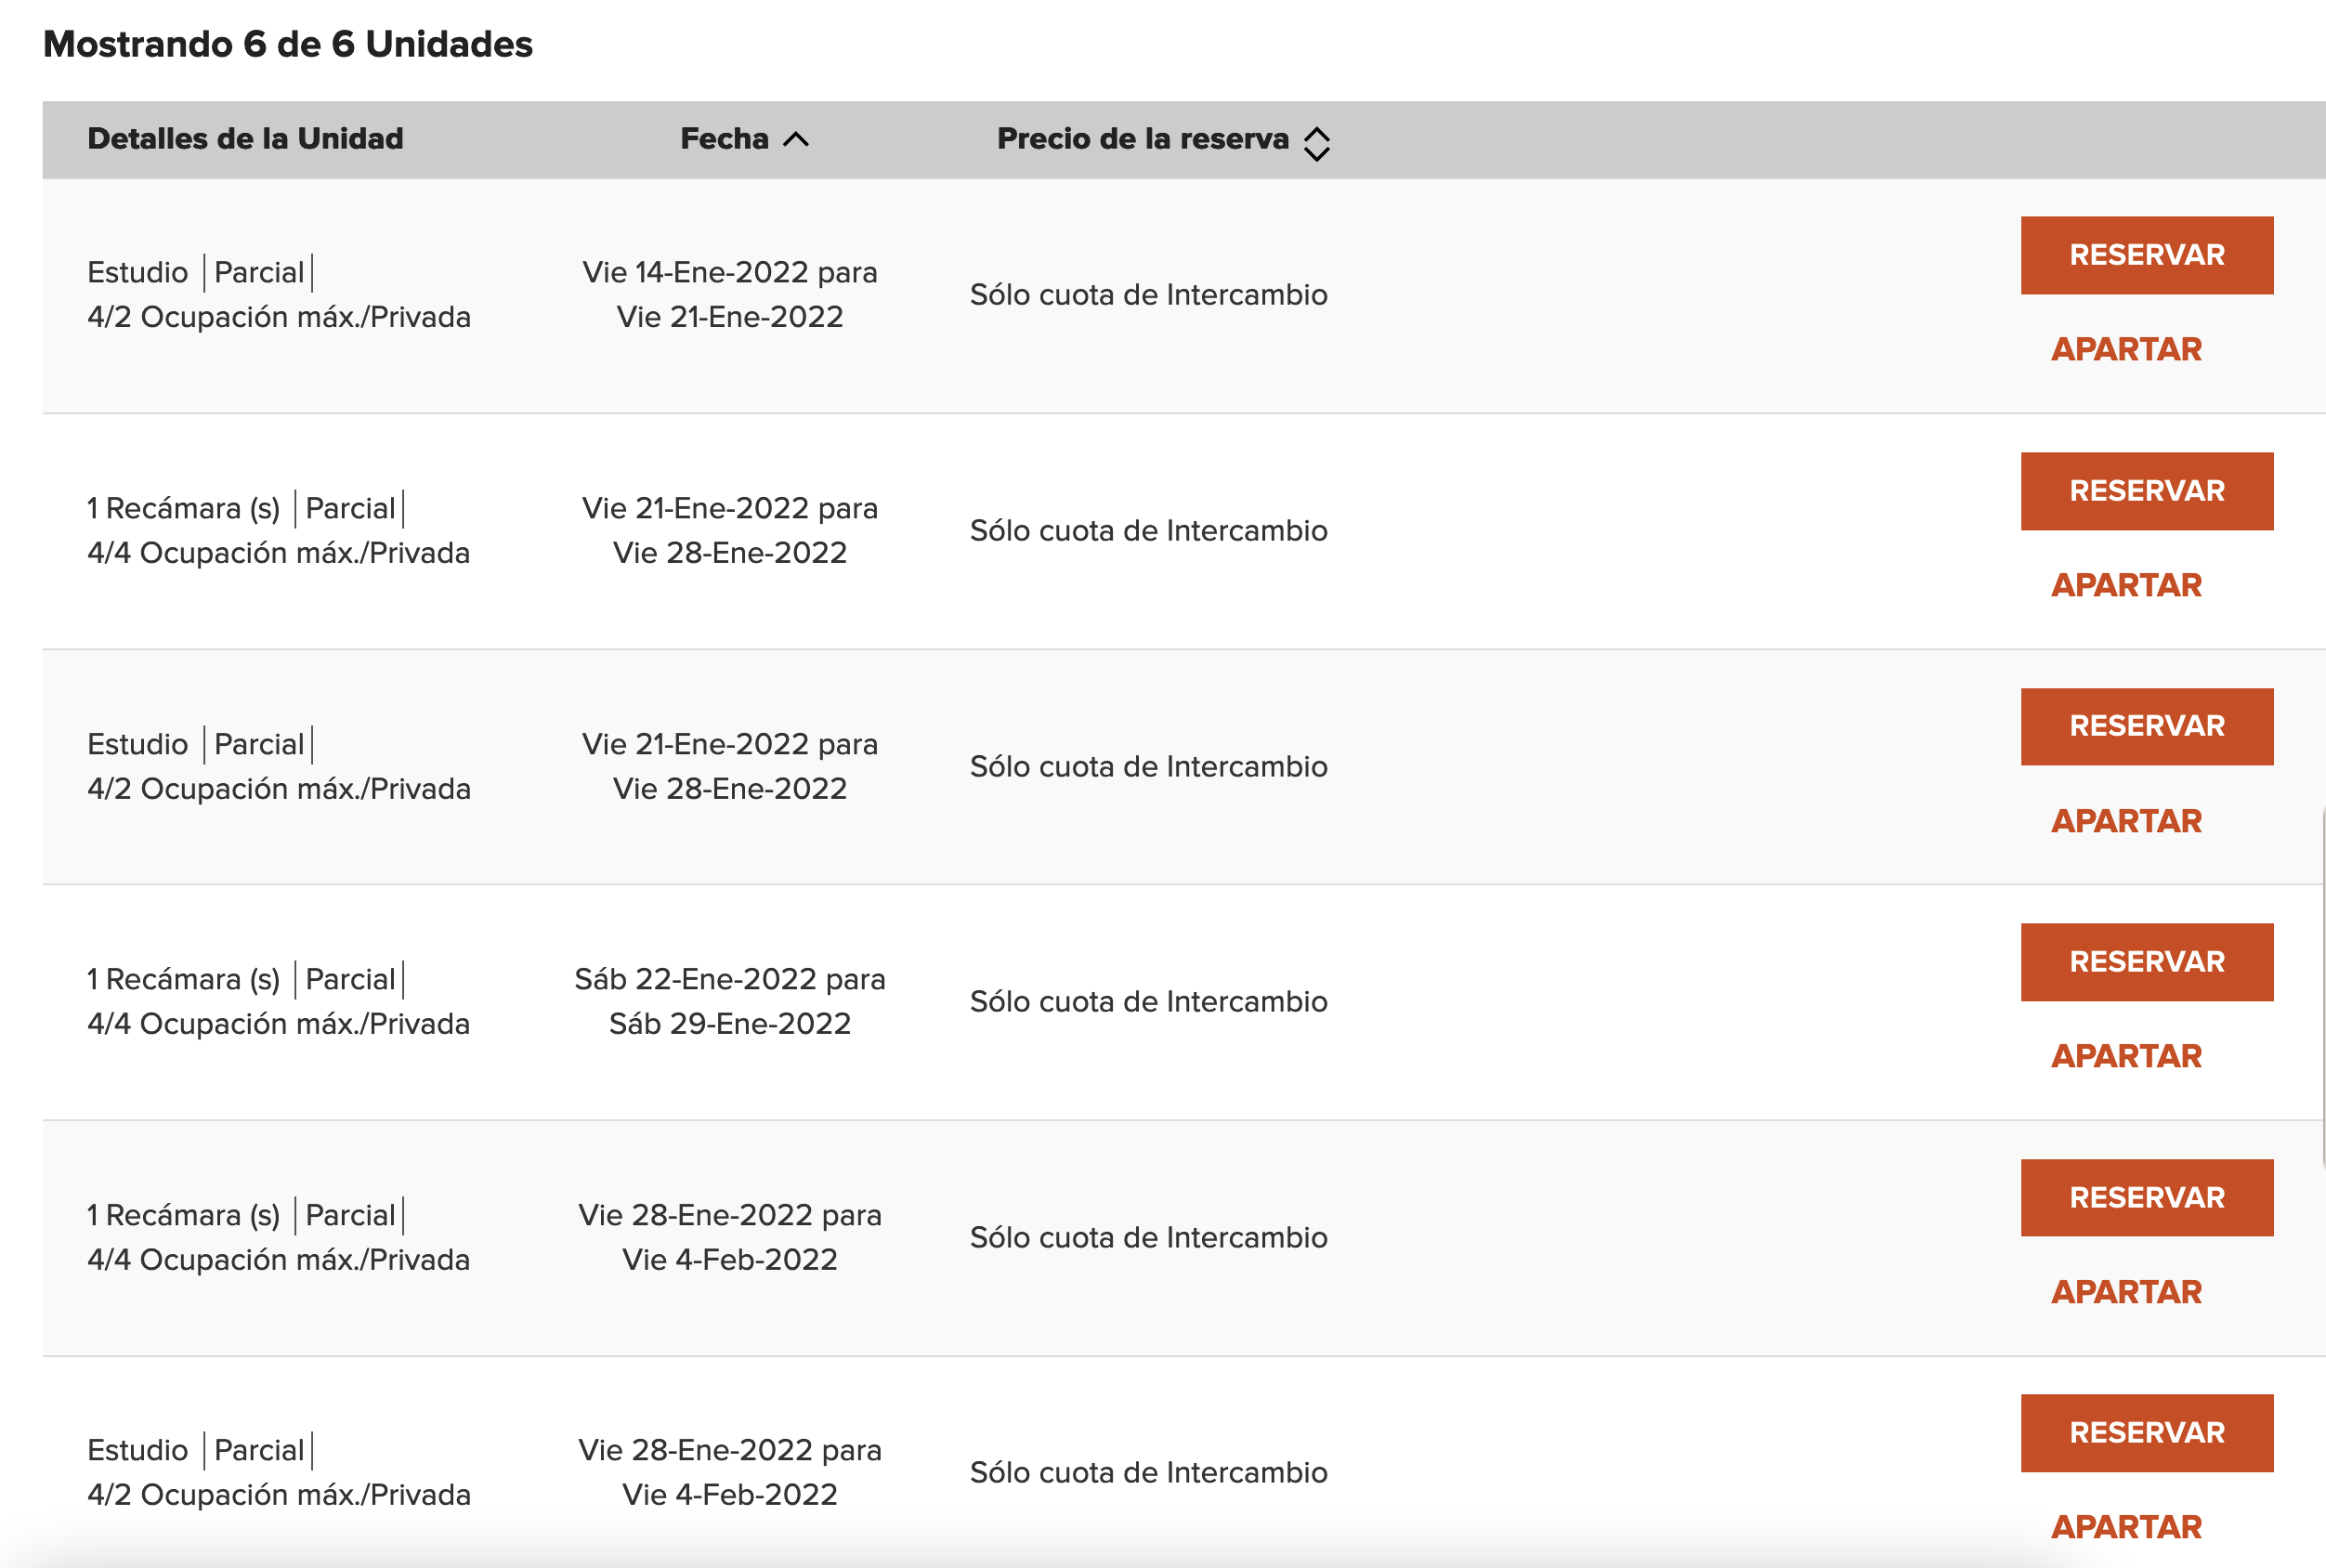 Mostrando 6 de 6 Unidades
Detalles de la Unidad Fecha Precio de la reserva
Estudio | Parcial |
4/2 Ocupación máx./Privada
Vie 14-Ene-2022 para
Vie 21-Ene-2022
Sólo cuota de Intercambio
RESERVAR
APARTAR
1 Recámara (s) | Parcial |
4/4 Ocupación máx./Privada
Vie 21-Ene-2022 para
Vie 28-Ene-2022
Sólo cuota de Intercambio
RESERVAR
APARTAR
Estudio | Parcial |
4/2 Ocupación máx./Privada
Vie 21-Ene-2022 para
Vie 28-Ene-2022
Sólo cuota de Intercambio
RESERVAR
APARTAR
1 Recámara (s) | Parcial |
4/4 Ocupación máx./Privada
Sáb 22-Ene-2022 para
Sáb 29-Ene-2022
Sólo cuota de Intercambio
RESERVAR
APARTAR
1 Recámara (s) | Parcial |
4/4 Ocupación máx./Privada
Vie 28-Ene-2022 para
Vie 4-Feb-2022
Sólo cuota de Intercambio
RESERVAR
APARTAR
Estudio | Parcial |
4/2 Ocupación máx./Privada
Vie 28-Ene-2022 para
Vie 4-Feb-2022
Sólo cuota de Intercambio
RESERVAR
APARTAR